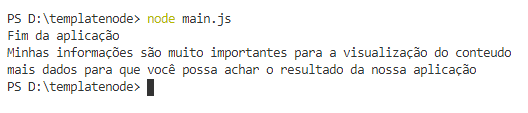 PS D:\templatenode> node main.js
Fim da aplicação
Minhas informações são muito importantes para a visualização do conteudo
mais dados para que você possa achar o resultado da nossa aplicação
PS D:\templatenode>